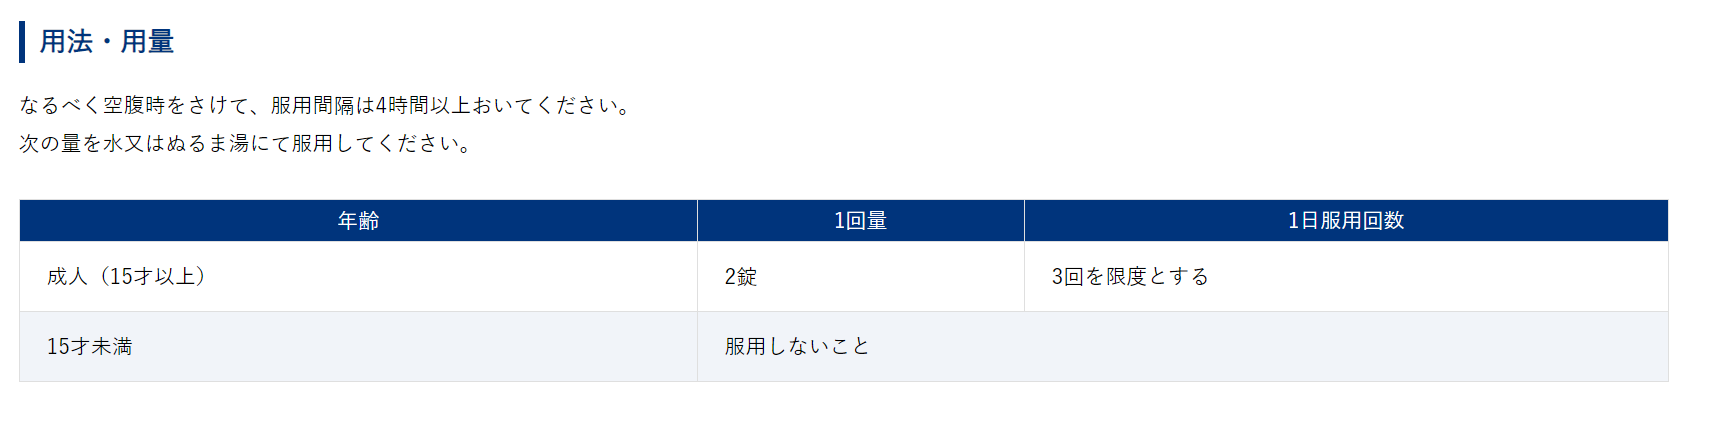 用法・用量
なるべく空腹時をさけて、服用間隔は4時間以上おいてください。
次の量を水又はぬるま湯にて服用してください。
年齢 1回量 1日服用回数
成人（15才以上） 2錠 3回を限度とする
15才未満 服用しないこと